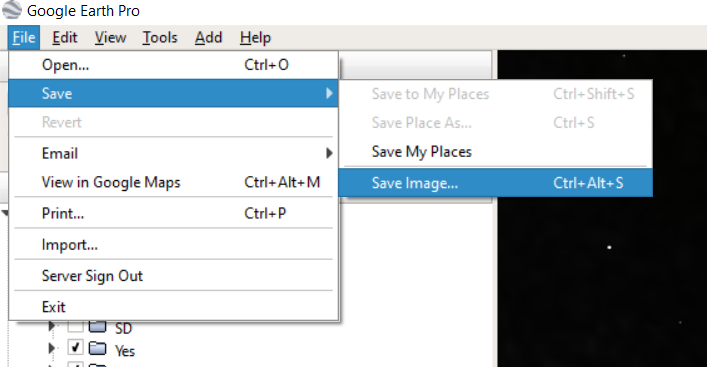 Google Earth Pro
File Edit View Tools Add Help
Open... Ctrl+O
Save
Save to My Places Ctrl+Shift+S
Revert
Save Place As... Ctrl+S
Email
Save My Places
View in Google Maps Ctrl+Alt+M
Save Image... Ctrl+Alt+S
Print... Ctrl+P
Import...
Server Sign Out
Exit
SD
Yes